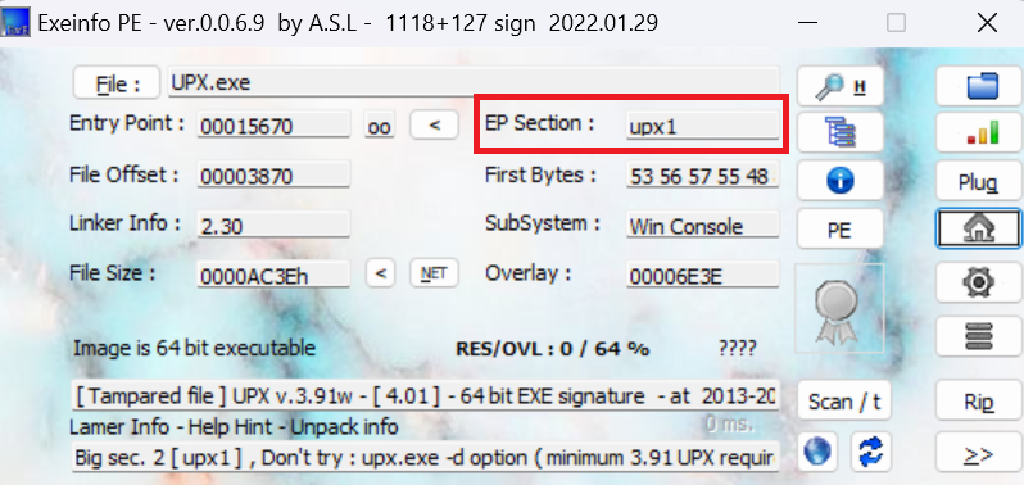 Exeinfo PE - ver.0.0.6.9 by A.S.L - 1118+127 sign 2022.01.29
File : UPX.exe H
Entry Point : 00015670 oo < EP Section : upx1
File Offset : 00003870 First Bytes : 53 56 57 55 48 Plug
Linker Info : 2.30 SubSystem : Win Console PE
File Size : 0000AC3Eh < NET Overlay : 00006E3E
Image is 64 bit executable RES/OVL : 0 / 64 % ????
[ Tampared file ] UPX v.3.91w - [ 4.01 ] - 64 bit EXE signature - at 2013-20 Scan / t Rip
Lamer Info - Help Hint - Unpack info 0 ms.
Big sec. 2 [ upx1 ] , Don't try : upx.exe -d option ( minimum 3.91 UPX requir >>